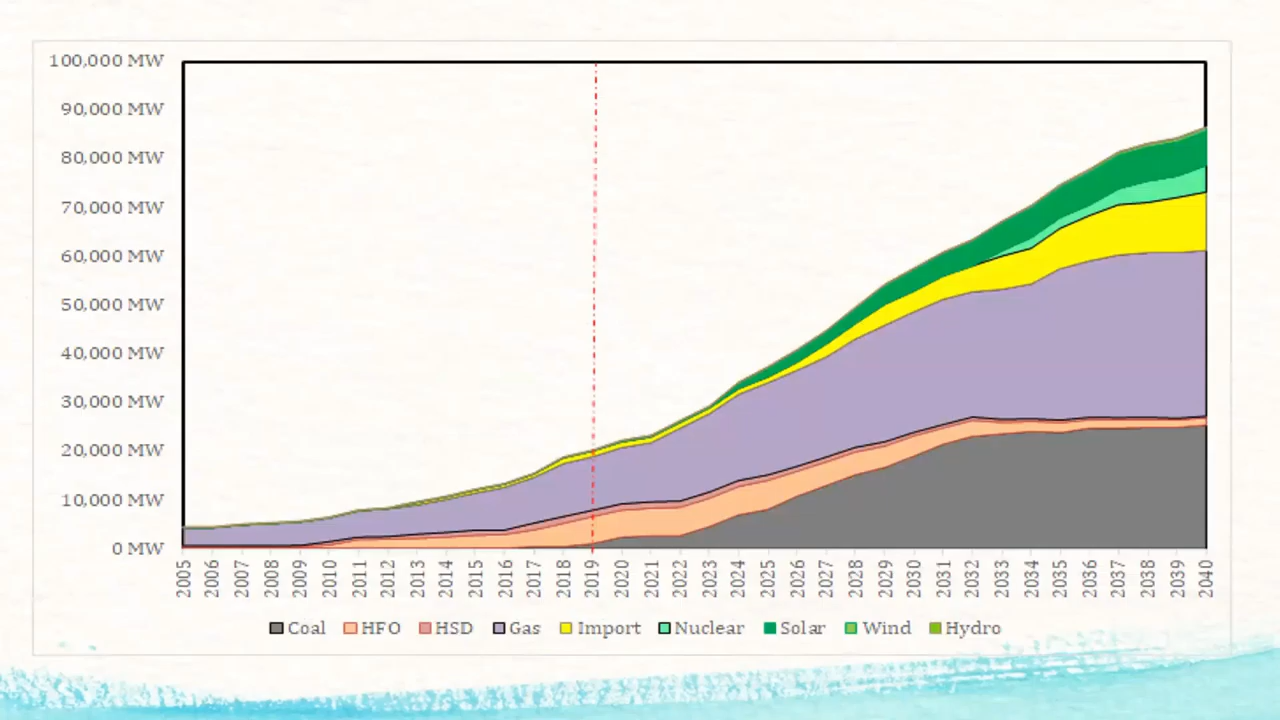 100,000 MW
90,000 MW
80,000 MW
70,000 MW
60,000 MW
50,000 MW
40,000 MW
30,000 MW
20,000 MW
10,000 MW
0 MW
2005 2006 2007 2008 2009 2010 2011 2012 2013 2014 2015 2016 2017 2018 2019 2020 2021 2022 2023 2024 2025 2026 2027 2028 2029 2030 2031 2032 2033 2034 2035 2036 2037 2038 2039 2040
Coal HFO HSD Gas Import Nuclear Solar Wind Hydro